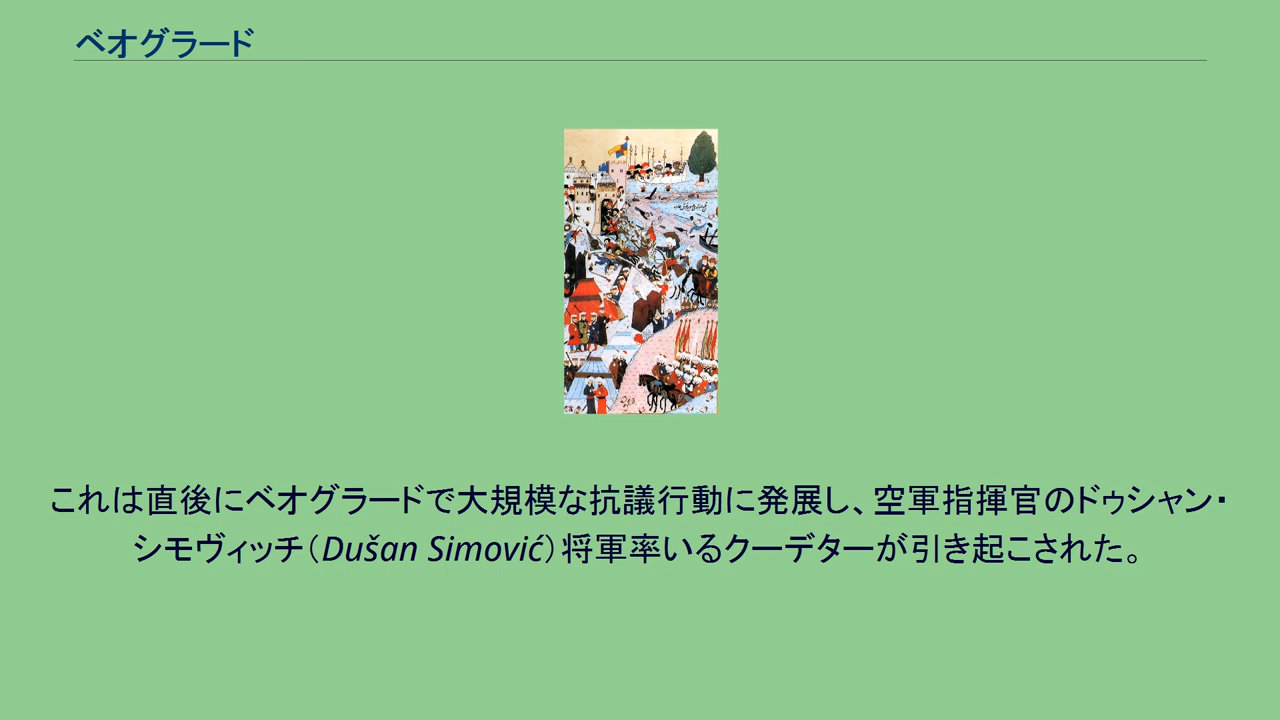 ベオグラード
これは直後にベオグラードで大規模な抗議行動に発展し、空軍指揮官のドゥシャン・
シモヴィッチ（Dušan Simović）将軍率いるクーデターが引き起こされた。